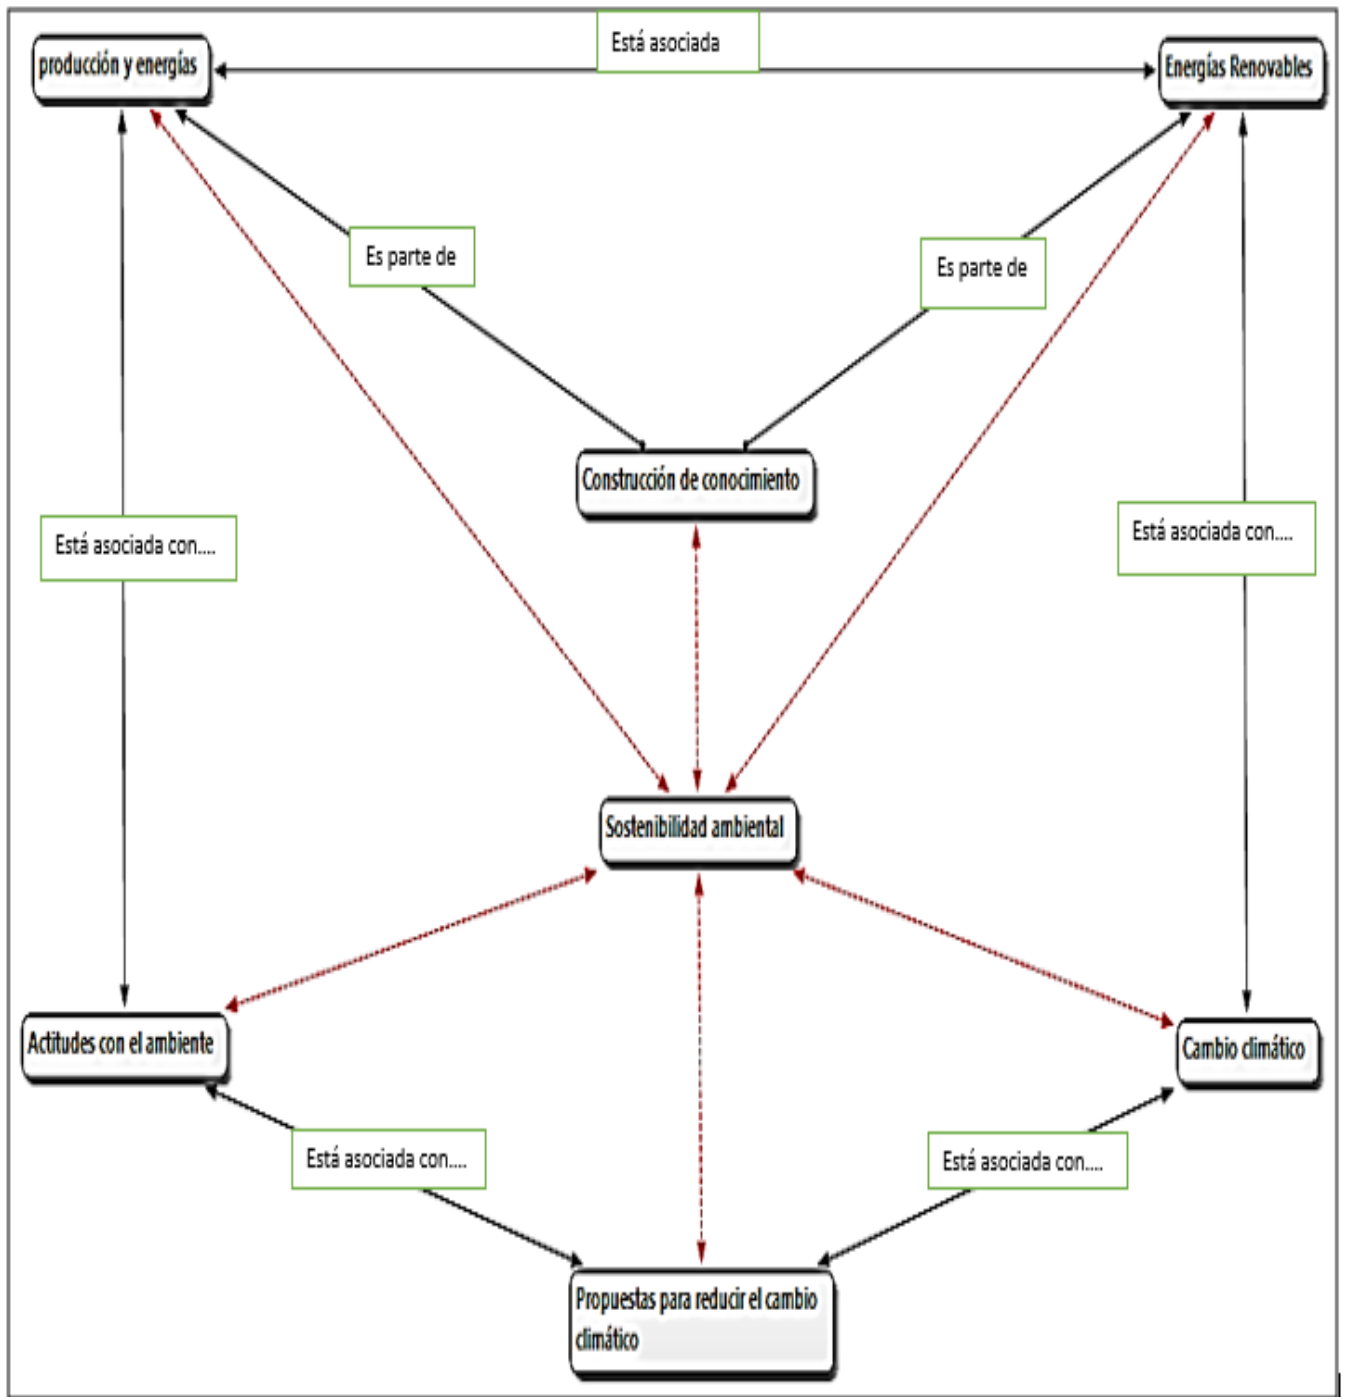 Está asociada
producción y energías
Energías Renovables
Es parte de
Es parte de
Construcción de conocimiento
Está asociada con....
Está asociada con....
Sostenibilidad ambiental
Actitudes con el ambiente
Cambio climático
Está asociada con....
Está asociada con....
Propuestas para reducir el cambio
climático